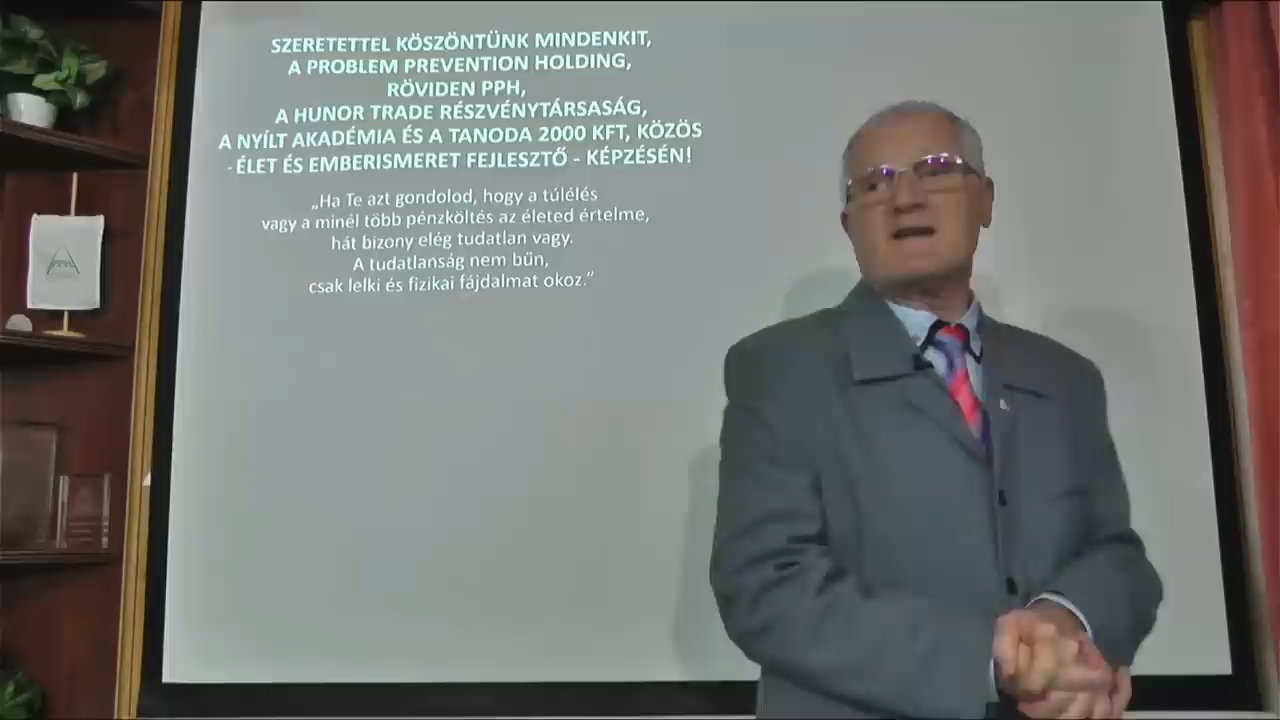 SZERETETTEL KÖSZÖNTÜNK MINDENKIT,
A PROBLEM PREVENTION HOLDING,
RÖVIDEN PPH,
A HUNOR TRADE RÉSZVÉNYTÁRSASÁG,
A NYÍLT AKADÉMIA ÉS A TANODA 2000 KFT, KÖZÖS
- ÉLET ÉS EMBERISMERET FEJLESZTŐ - KÉPZÉSÉN!
„Ha Te azt gondolod, hogy a túlélés
vagy a minél több pénzköltés az életed értelme,
hát bizony elég tudatlan vagy.
A tudatlanság nem bűn,
csak lelki és fizikai fájdalmat okoz.”